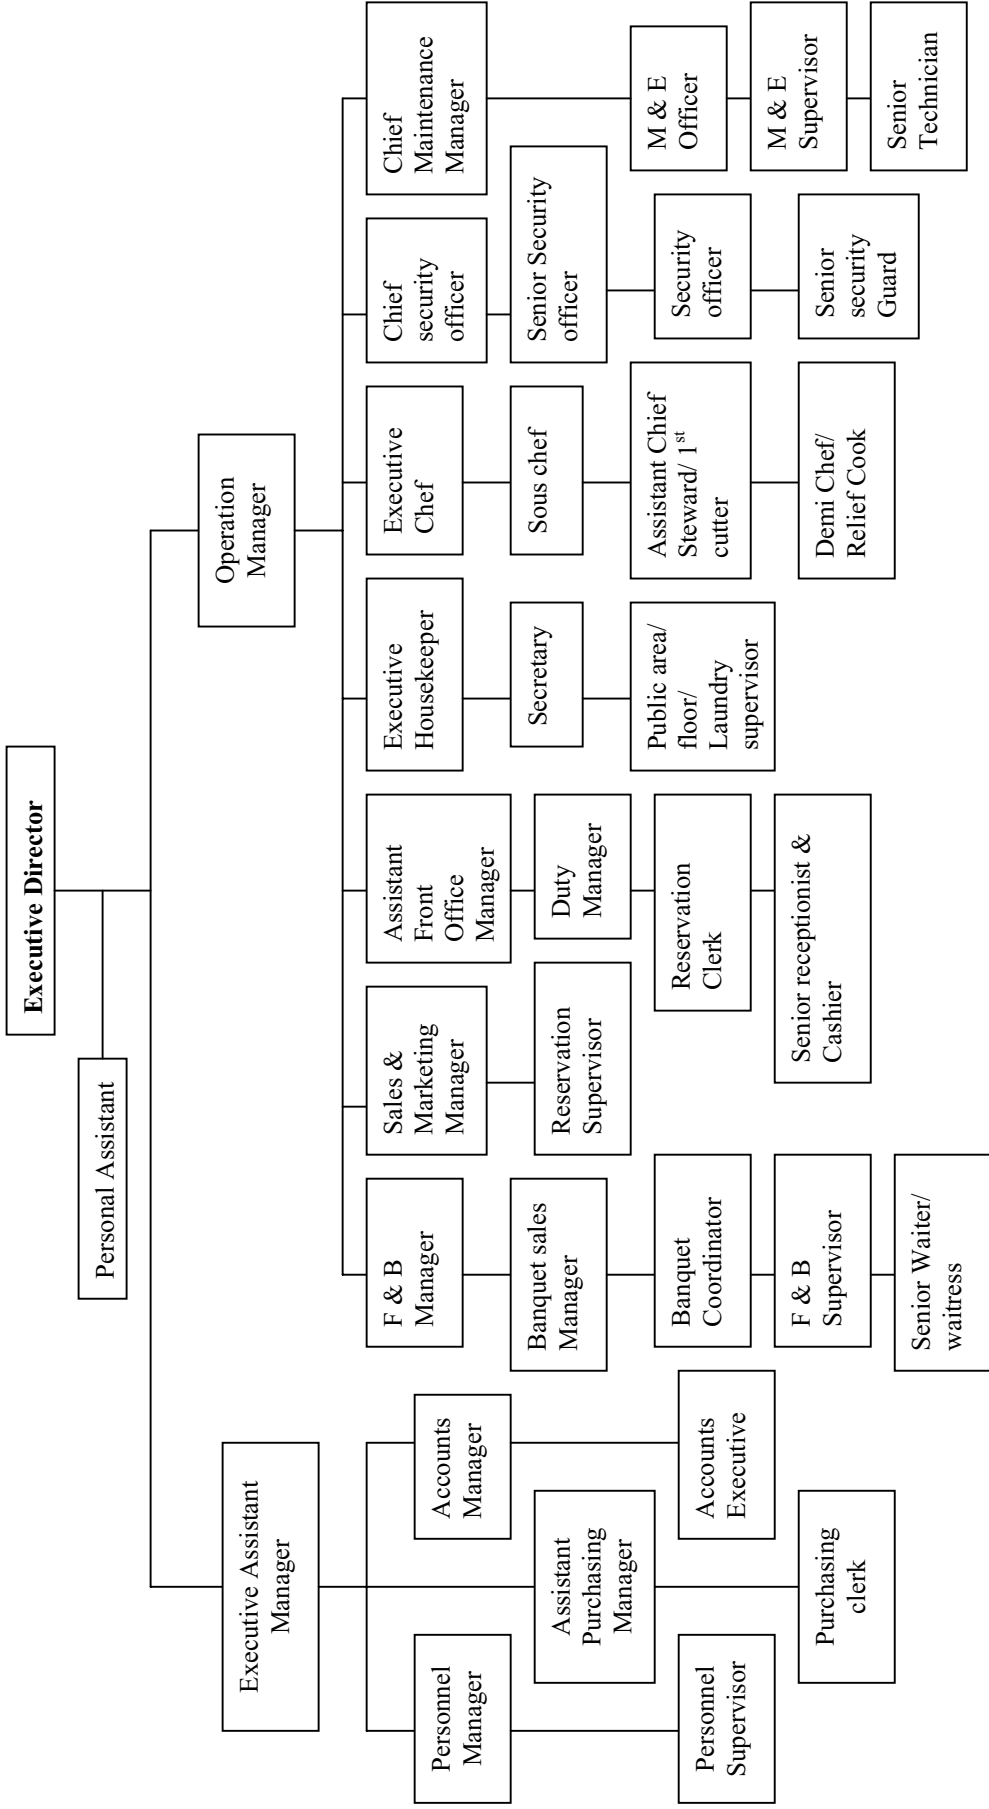 Executive Director
Personal Assistant
Executive Assistant
Manager
Operation
Manager
Personnel
Manager
Assistant
Purchasing
Manager
Accounts
Manager
Personnel
Supervisor
Purchasing
clerk
Accounts
Executive
F & B
Manager
Banquet sales
Manager
Banquet
Coordinator
F & B
Supervisor
Senior Waiter/
waitress
Sales &
Marketing
Manager
Reservation
Supervisor
Assistant
Front
Office
Manager
Duty
Manager
Reservation
Clerk
Senior receptionist &
Cashier
Executive
Housekeeper
Secretary
Public area/
floor/
Laundry
supervisor
Executive
Chef
Sous chef
Assistant Chief
Steward/ 1st
cutter
Demi Chef/
Relief Cook
Chief
security
officer
Senior Security
officer
Security
officer
Senior
security
Guard
Chief
Maintenance
Manager
M & E
Officer
M & E
Supervisor
Senior
Technician